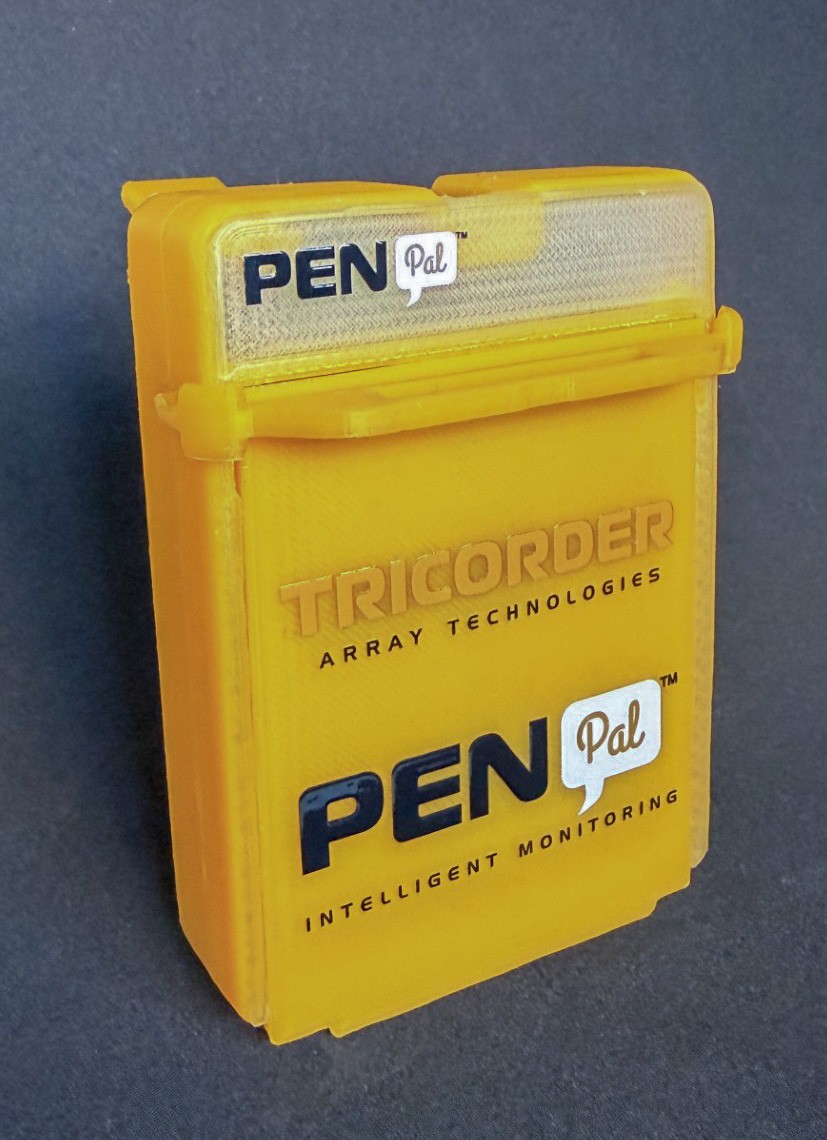 PEN Pal™
TRICORDER
ARRAY TECHNOLOGIES
PEN Pal™
INTELLIGENT MONITORING